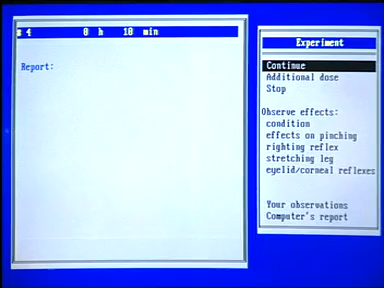 # 4 0 h 10 min
Report:
Experiment
Continue
Additional dose
Stop
Observe effects:
condition
effects on pinching
righting reflex
stretching leg
eyelid/corneal reflexes
Your observations
Computer's report